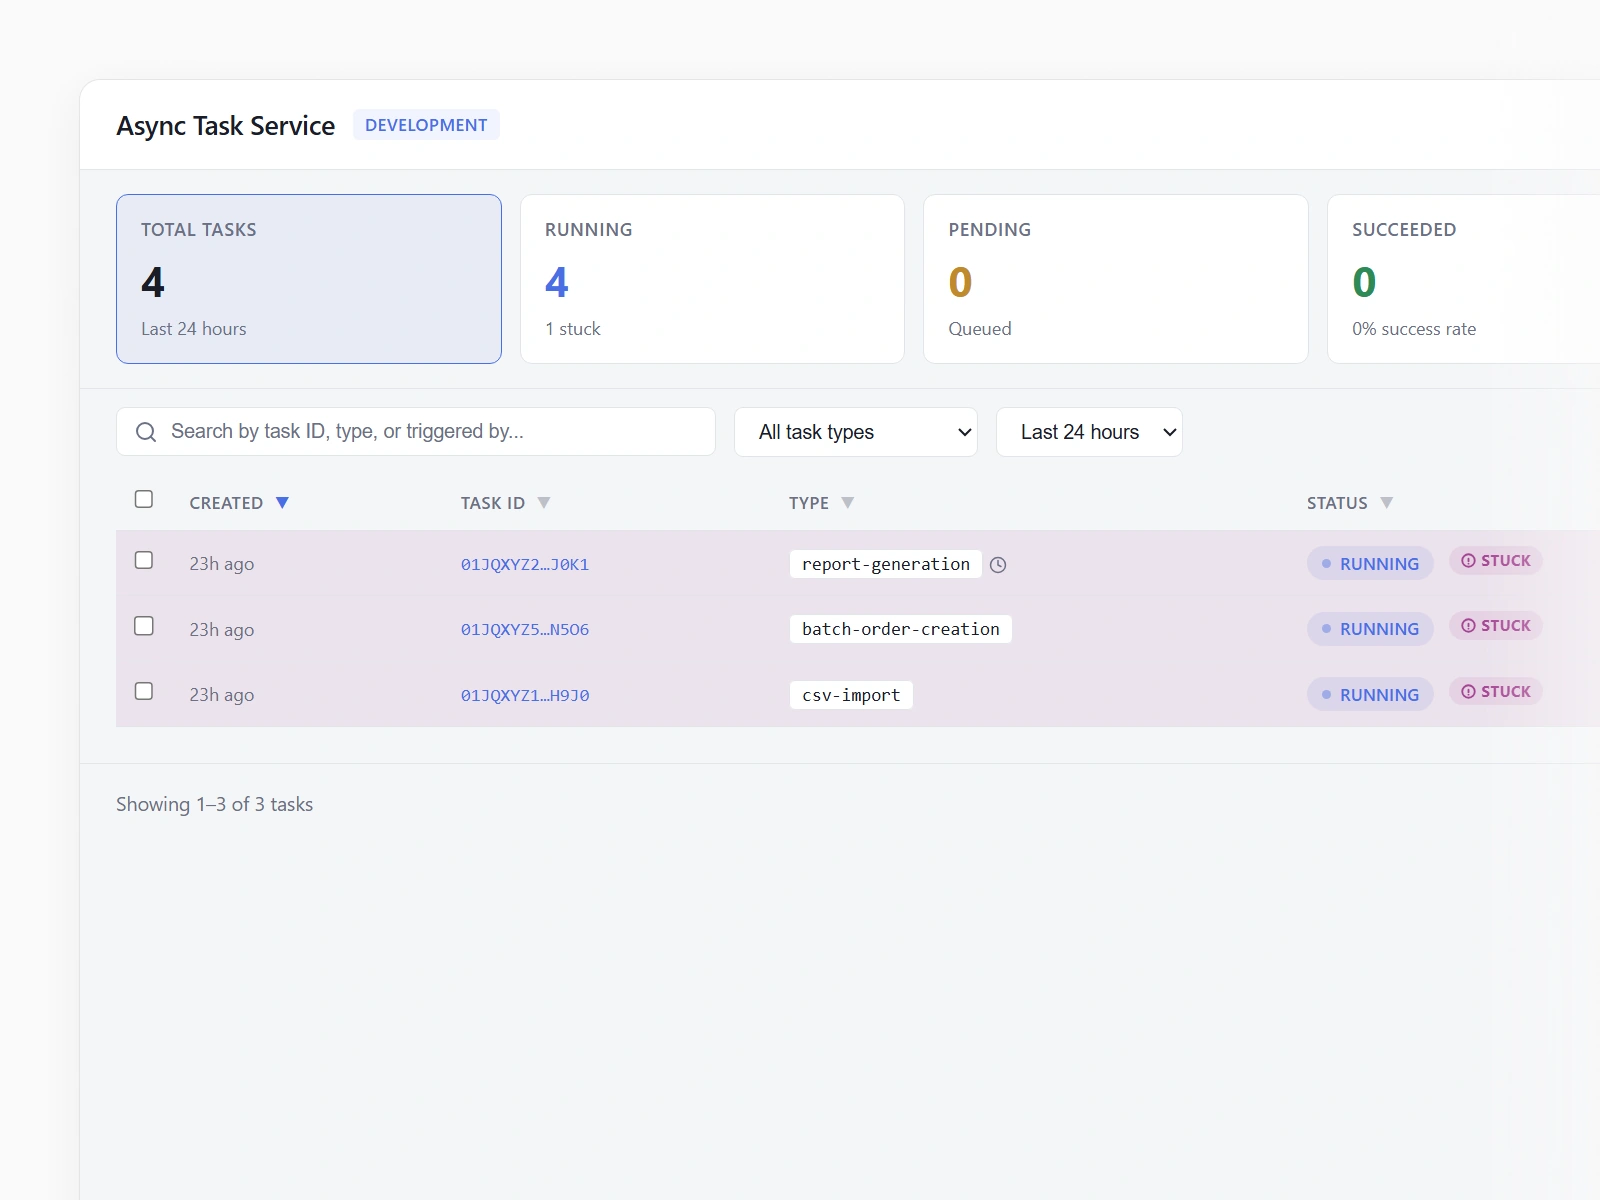 Async Task Service DEVELOPMENT
TOTAL TASKS
4
Last 24 hours
RUNNING
4
1 stuck
PENDING
0
Queued
SUCCEEDED
0
0% success rate
Search by task ID, type, or triggered by...
All task types
Last 24 hours
CREATED TASK ID TYPE STATUS
23h ago 01JQXYZ2…J0K1 report-generation RUNNING STUCK
23h ago 01JQXYZ5…N5O6 batch-order-creation RUNNING STUCK
23h ago 01JQXYZ1…H9J0 csv-import RUNNING STUCK
Showing 1–3 of 3 tasks